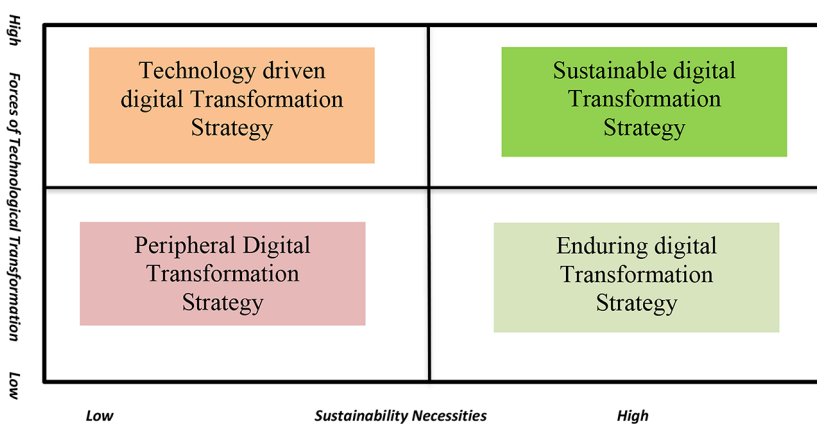 High
Forces of Technological Transformation
Low
Technology driven
digital Transformation
Strategy
Sustainable digital
Transformation
Strategy
Peripheral Digital
Transformation
Strategy
Enduring digital
Transformation
Strategy
Low
Sustainability Necessities
High